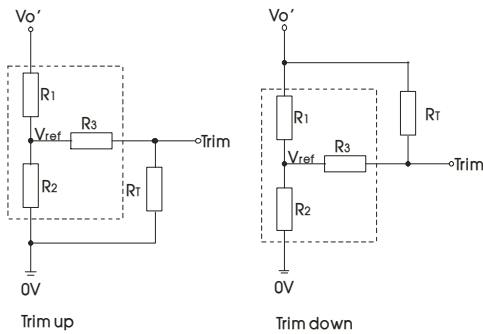 Vo'
R1
Vref
R3
Trim
R2
RT
0V
Trim up
Vo'
R1
RT
Vref
R3
Trim
R2
0V
Trim down